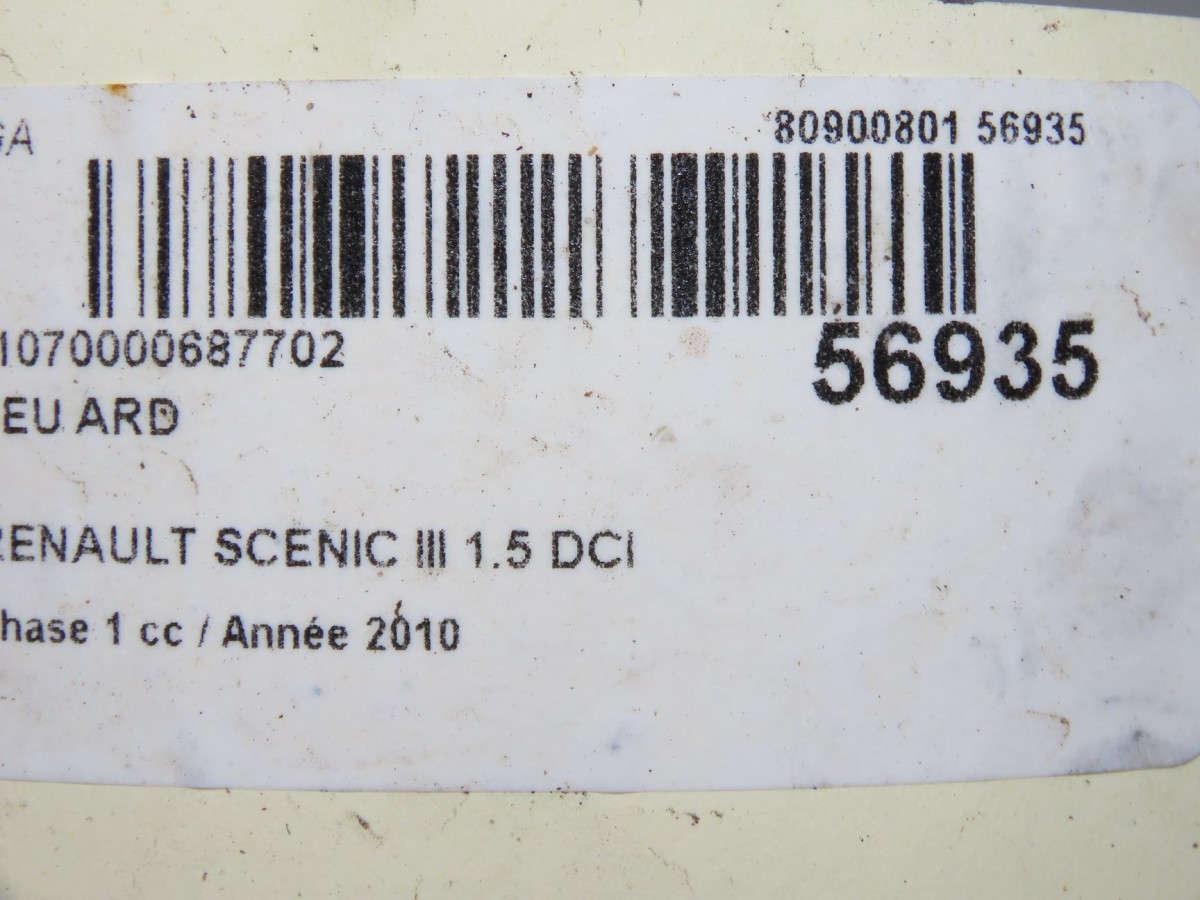 GA
80900801 56935
1070000687702
56935
EU ARD
RENAULT SCENIC III 1.5 DCI
hase 1 cc / Année 2010